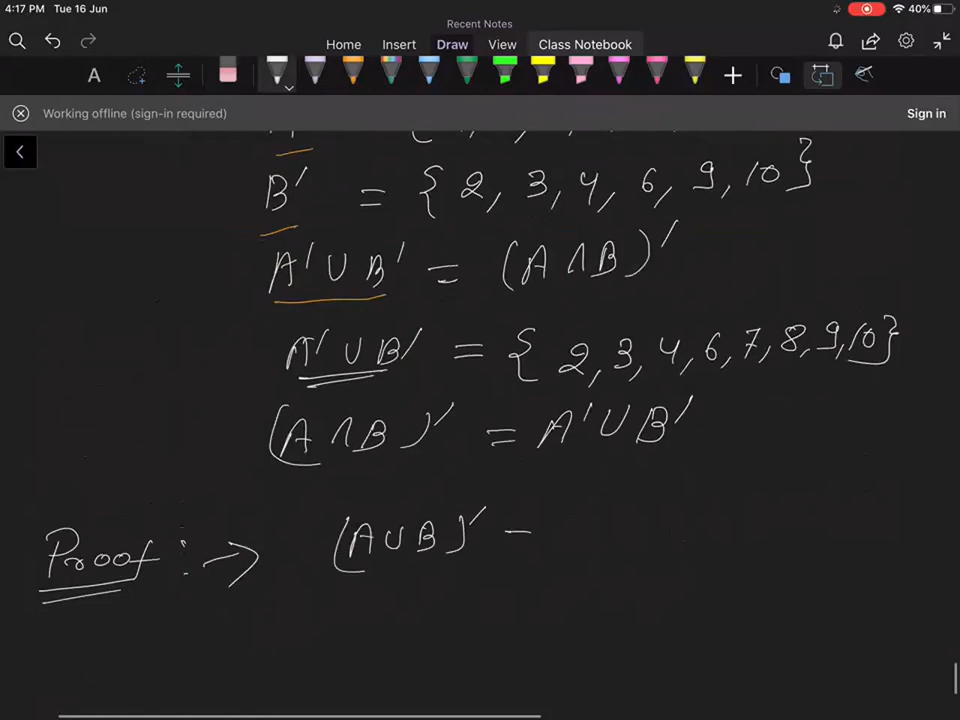 4:17 PM Tue 16 Jun
40%
Recent Notes
Home Insert Draw View Class Notebook
A
Working offline (sign-in required) Sign in
B' = { 2, 3, 4, 6, 9, 10 }
A' ∪ B' = (A ∩ B)'
A' ∪ B' = { 2, 3, 4, 6, 7, 8, 9, 10 }
(A ∩ B)' = A' ∪ B'
Proof :→ (A ∪ B)' –